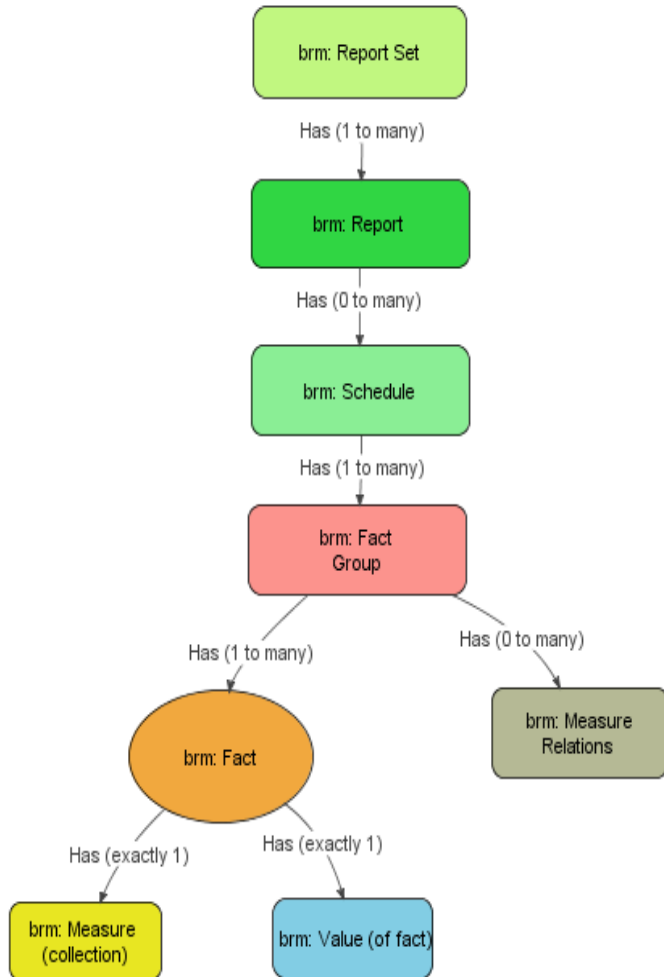 brm: Report Set
Has (1 to many)
brm: Report
Has (0 to many)
brm: Schedule
Has (1 to many)
brm: Fact
Group
Has (1 to many)
Has (0 to many)
brm: Fact
brm: Measure
Relations
Has (exactly 1)
Has (exactly 1)
brm: Measure
(collection)
brm: Value (of fact)